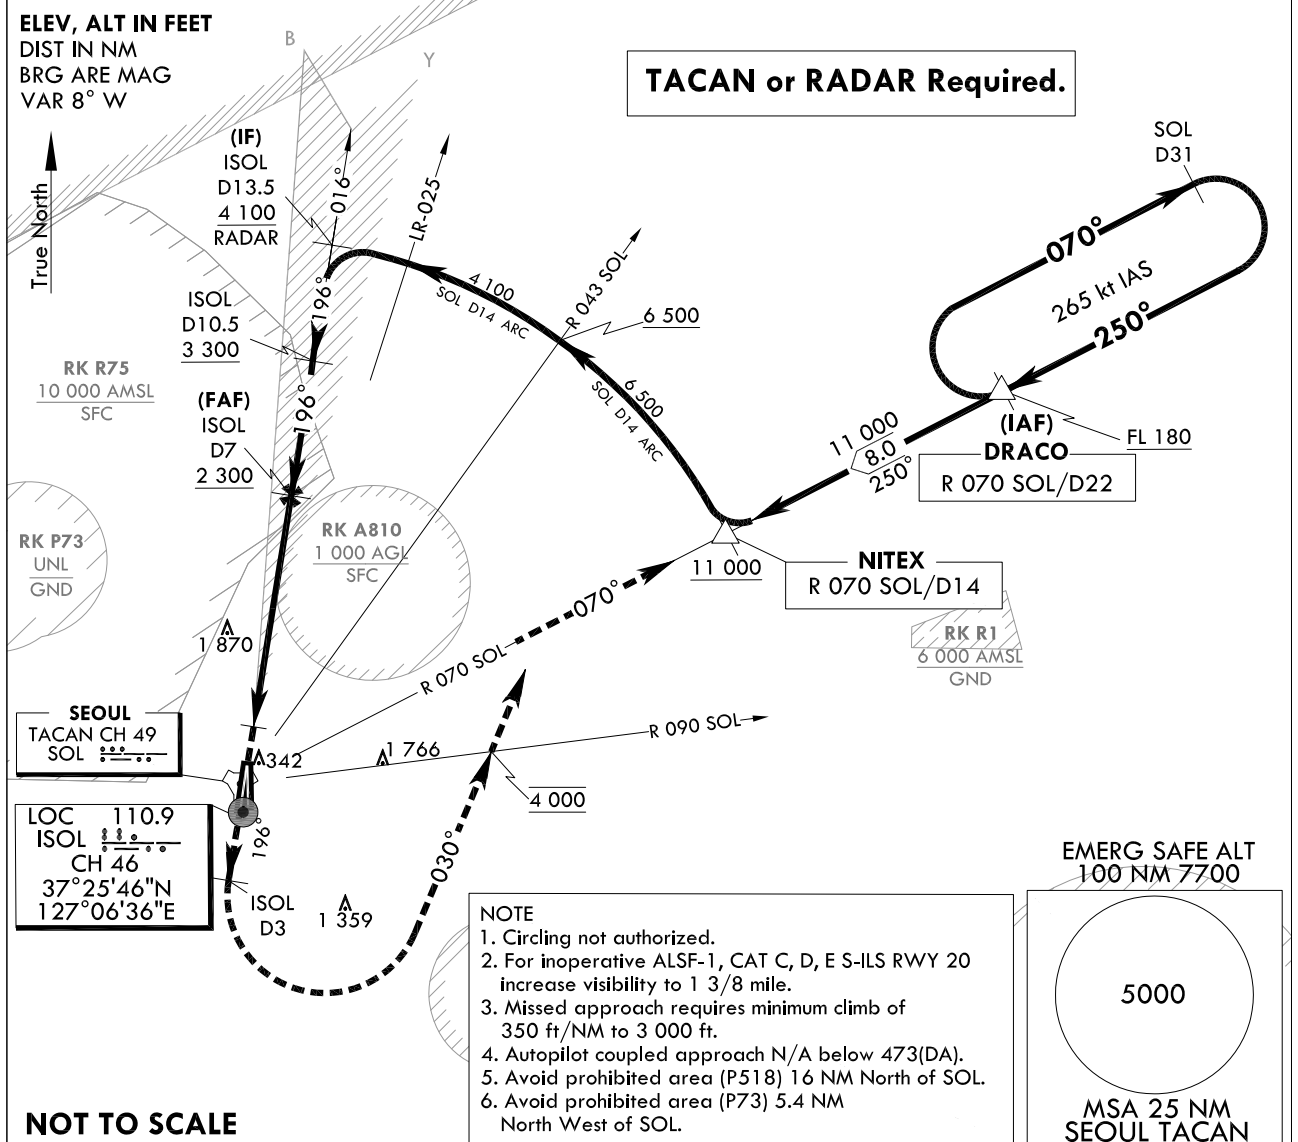 ELEV, ALT IN FEET
DIST IN NM
BRG ARE MAG
VAR 8° W
True North
B
Y
TACAN or RADAR Required.
(IF)
ISOL
D13.5
4 100
RADAR
016°
LR-025
196°
ISOL
D10.5
3 300
(FAF)
ISOL
D7
2 300
196°
4 100
SOL D14 ARC
R 043 SOL
6 500
6 500
SOL D14 ARC
SOL
D31
070°
265 kt IAS
250°
(IAF)
DRACO
R 070 SOL/D22
FL 180
11 000
8.0
250°
11 000
NITEX
R 070 SOL/D14
RK R75
10 000 AMSL
SFC
RK P73
UNL
GND
RK A810
1 000 AGL
SFC
RK R1
6 000 AMSL
GND
1 870
070°
R 070 SOL
R 090 SOL
SEOUL
TACAN CH 49
SOL
342
1 766
4 000
LOC 110.9
ISOL
CH 46
37°25'46"N
127°06'36"E
196°
030°
ISOL
D3
1 359
NOTE
1. Circling not authorized.
2. For inoperative ALSF-1, CAT C, D, E S-ILS RWY 20
increase visibility to 1 3/8 mile.
3. Missed approach requires minimum climb of
350 ft/NM to 3 000 ft.
4. Autopilot coupled approach N/A below 473(DA).
5. Avoid prohibited area (P518) 16 NM North of SOL.
6. Avoid prohibited area (P73) 5.4 NM
North West of SOL.
EMERG SAFE ALT
100 NM 7700
5000
MSA 25 NM
SEOUL TACAN
NOT TO SCALE